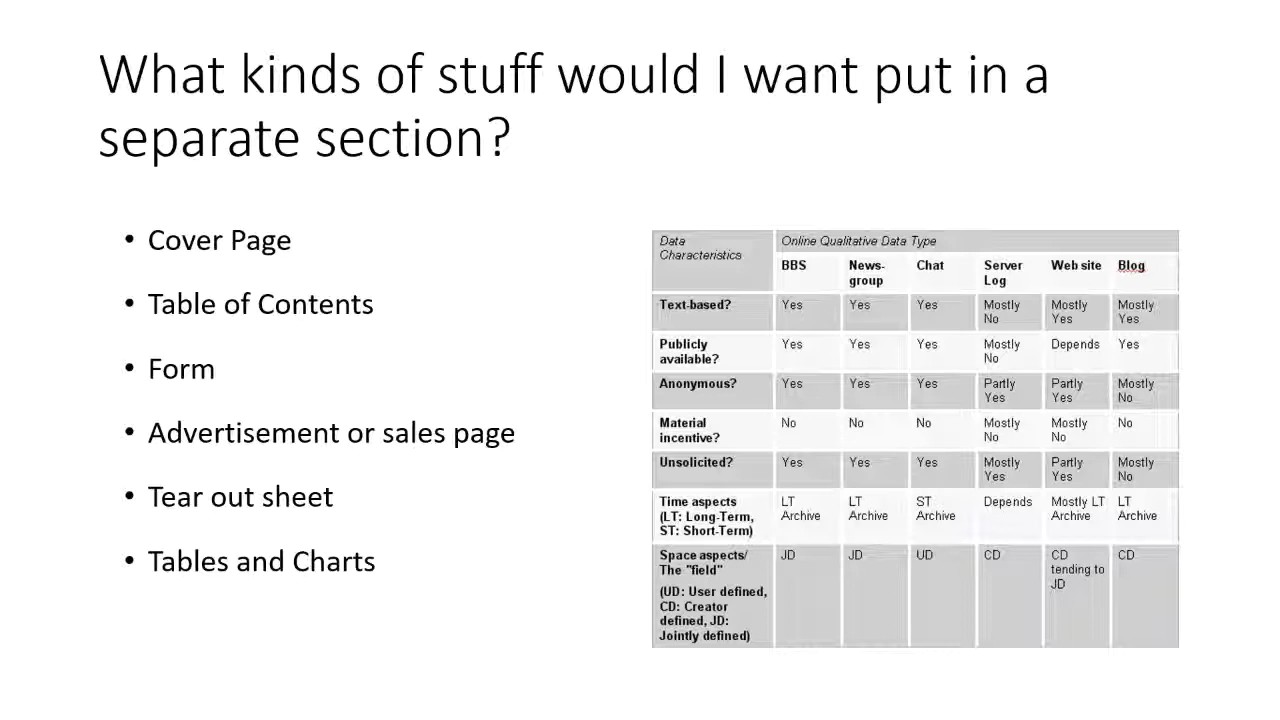 What kinds of stuff would I want put in a
separate section?
• Cover Page
• Table of Contents
• Form
• Advertisement or sales page
• Tear out sheet
• Tables and Charts
Data Characteristics Online Qualitative Data Type
BBS News-group Chat Server Log Web site Blog
Text-based? Yes Yes Yes Mostly No Mostly Yes Mostly Yes
Publicly available? Yes Yes Yes Mostly No Depends Yes
Anonymous? Yes Yes Yes Partly Yes Partly Yes Mostly No
Material incentive? No No No Mostly No Mostly No No
Unsolicited? Yes Yes Yes Mostly Yes Partly Yes Mostly No
Time aspects (LT: Long-Term, ST: Short-Term) LT Archive LT Archive ST Archive Depends Mostly LT Archive LT Archive
Space aspects/ The "field" (UD: User defined, CD: Creator defined, JD: Jointly defined) JD JD UD CD CD tending to JD CD